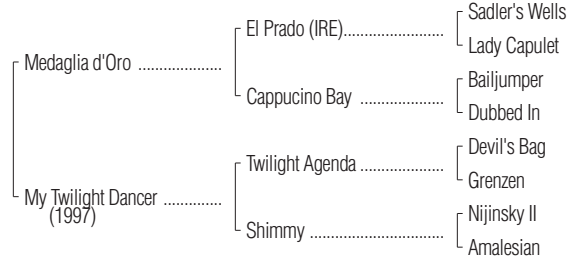 Sadler's Wells
El Prado (IRE).......................
Lady Capulet
Medaglia d'Oro ...................
Bailjumper
Cappucino Bay ...................
Dubbed In
Devil's Bag
Twilight Agenda ...................
Grenzen
My Twilight Dancer .............
(1997)
Nijinsky II
Shimmy ..............................
Amalesian